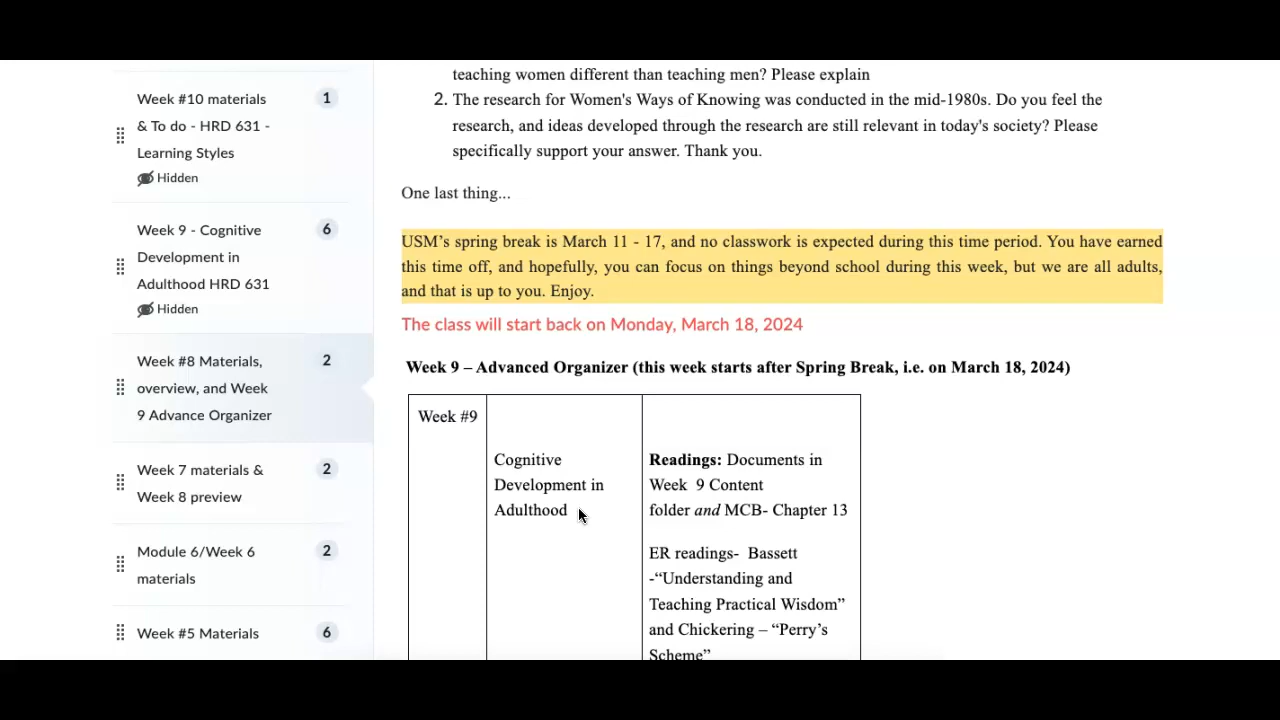 Week #10 materials
& To do - HRD 631 -
Learning Styles
Hidden
1
Week 9 - Cognitive
Development in
Adulthood HRD 631
Hidden
6
Week #8 Materials,
overview, and Week
9 Advance Organizer
2
Week 7 materials &
Week 8 preview
2
Module 6/Week 6
materials
2
Week #5 Materials
6
teaching women different than teaching men? Please explain
2. The research for Women's Ways of Knowing was conducted in the mid-1980s. Do you feel the
research, and ideas developed through the research are still relevant in today's society? Please
specifically support your answer. Thank you.
One last thing...
USM’s spring break is March 11 - 17, and no classwork is expected during this time period. You have earned
this time off, and hopefully, you can focus on things beyond school during this week, but we are all adults,
and that is up to you. Enjoy.
The class will start back on Monday, March 18, 2024
Week 9 – Advanced Organizer (this week starts after Spring Break, i.e. on March 18, 2024)
Week #9
Cognitive
Development in
Adulthood
Readings: Documents in
Week 9 Content
folder and MCB- Chapter 13
ER readings- Bassett
-“Understanding and
Teaching Practical Wisdom”
and Chickering – “Perry’s
Scheme”